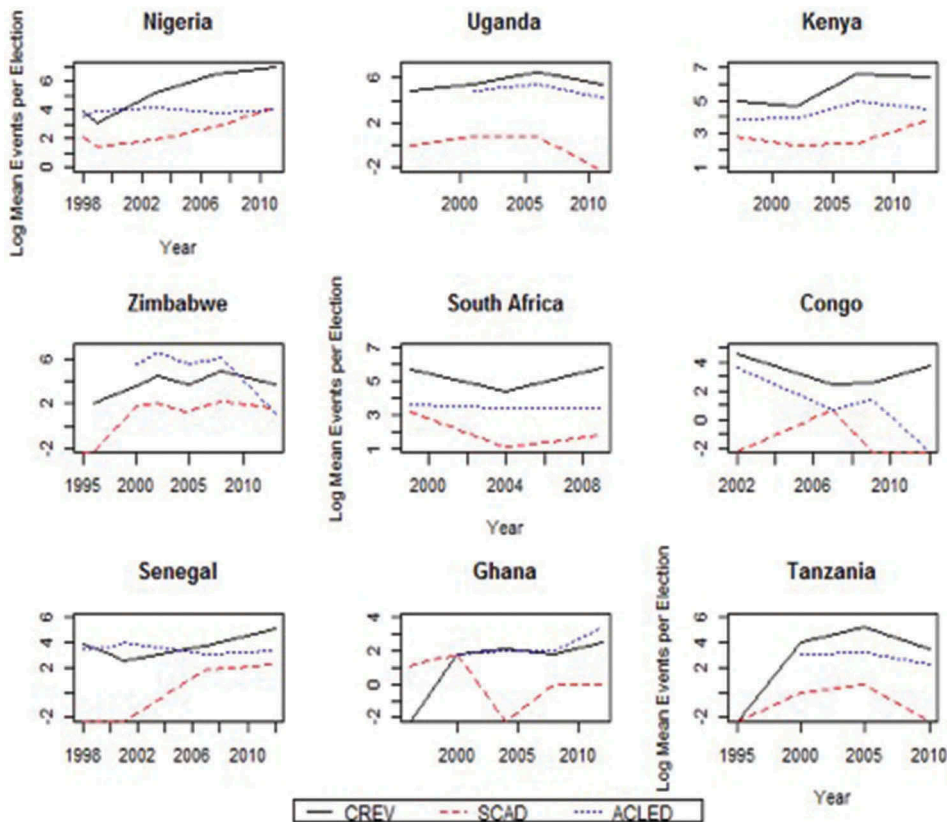 Nigeria Uganda Kenya
Log Mean Events per Election
0 2 4 6
1998 2002 2006 2010
Year
-2 2 6
2000 2005 2010
1 3 5 7
2000 2005 2010
Zimbabwe South Africa Congo
-2 2 6
1995 2000 2005 2010
Log Mean Events per Election
1 3 5 7
2000 2004 2008
Year
-2 0 2 4
2002 2006 2010
Senegal Ghana Tanzania
-2 2 4 6
1998 2002 2006 2010
-2 0 2 4
2000 2005 2010
Log Mean Events per Election
-2 2 4 6
1995 2000 2005 2010
Year
CREV SCAD ACLED